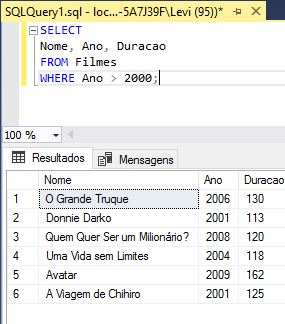 SQLQuery1.sql - loc...-5A7J39F\Levi (95))*
SELECT
Nome, Ano, Duracao
FROM Filmes
WHERE Ano > 2000;
100 %
Resultados Mensagens
Nome Ano Duracao
1 O Grande Truque 2006 130
2 Donnie Darko 2001 113
3 Quem Quer Ser um Milionário? 2008 120
4 Uma Vida sem Limites 2004 118
5 Avatar 2009 162
6 A Viagem de Chihiro 2001 125